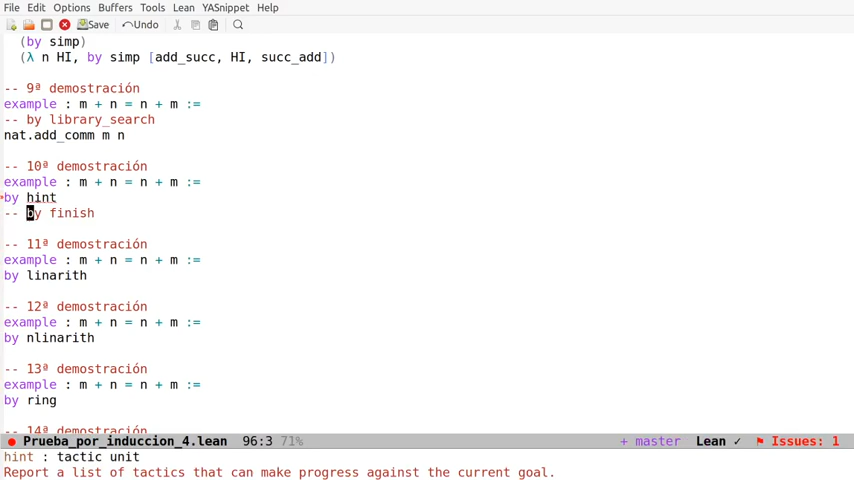 File Edit Options Buffers Tools Lean YASnippet Help
Save Undo
(by simp)
(λ n HI, by simp [add_succ, HI, succ_add])
-- 9ª demostración
example : m + n = n + m :=
-- by library_search
nat.add_comm m n
-- 10ª demostración
example : m + n = n + m :=
by hint
-- by finish
-- 11ª demostración
example : m + n = n + m :=
by linarith
-- 12ª demostración
example : m + n = n + m :=
by nlinarith
-- 13ª demostración
example : m + n = n + m :=
by ring
-- 14ª demostración
Prueba_por_induccion_4.lean 96:3 71% + master Lean ✓ Issues: 1
hint : tactic unit
Report a list of tactics that can make progress against the current goal.